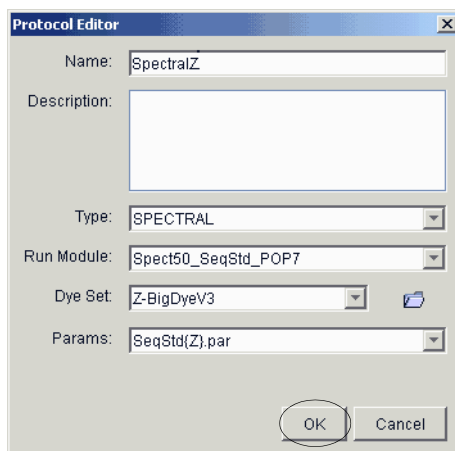 Protocol Editor
Name: SpectralZ
Description:
Type: SPECTRAL
Run Module: Spect50_SeqStd_POP7
Dye Set: Z-BigDyeV3
Params: SeqStd{Z}.par
OK Cancel